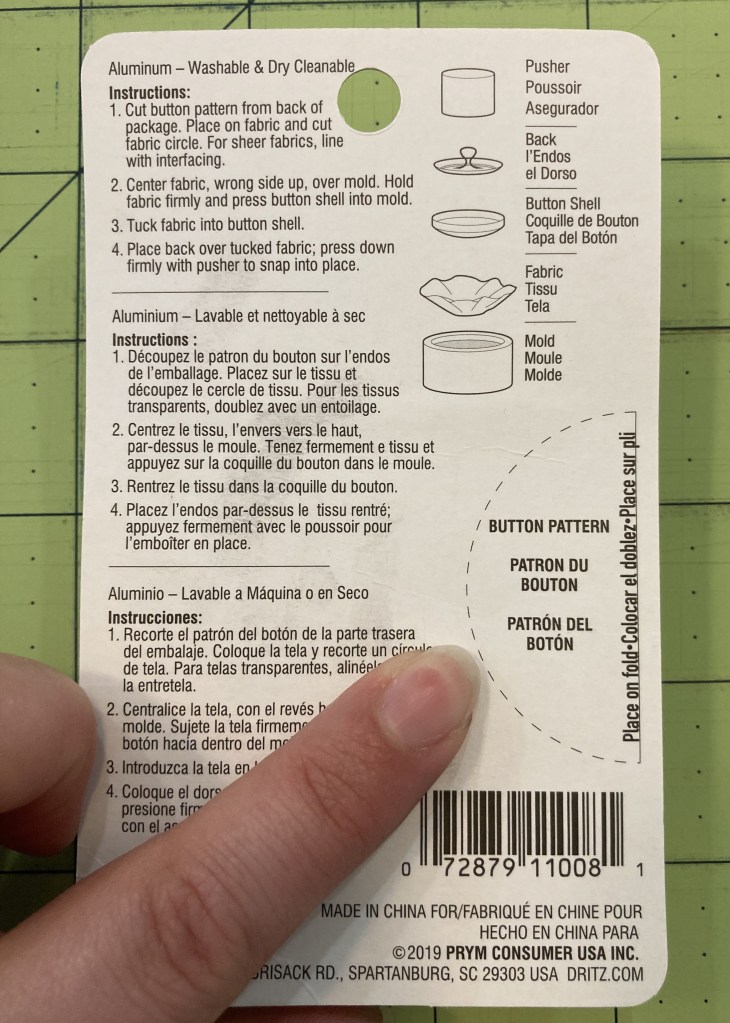 Aluminum – Washable & Dry Cleanable
Instructions:
1. Cut button pattern from back of
package. Place on fabric and cut
fabric circle. For sheer fabrics, line
with interfacing.
2. Center fabric, wrong side up, over mold. Hold
fabric firmly and press button shell into mold.
3. Tuck fabric into button shell.
4. Place back over tucked fabric; press down
firmly with pusher to snap into place.
Aluminium – Lavable et nettoyable à sec
Instructions :
1. Découpez le patron du bouton sur l'endos
de l'emballage. Placez sur le tissu et
découpez le cercle de tissu. Pour les tissus
transparents, doublez avec un entoilage.
2. Centrez le tissu, l'envers vers le haut,
par-dessus le moule. Tenez fermement e tissu et
appuyez sur la coquille du bouton dans le moule.
3. Rentrez le tissu dans la coquille du bouton.
4. Placez l'endos par-dessus le tissu rentré;
appuyez fermement avec le poussoir pour
l'emboîter en place.
Aluminio – Lavable a Máquina o en Seco
Instrucciones:
1. Recorte el patrón del botón de la parte trasera
del embalaje. Coloque la tela y recorte un círculo
de tela. Para telas transparentes,
la entretela.
2. Centralice la tela, con el revés
molde. Sujete la tela
botón hacia dentro del
3. Introduzca la tela en
4. Coloque el
presione
con el
Pusher
Poussoir
Asegurador
Back
l'Endos
el Dorso
Button Shell
Coquille de Bouton
Tapa del Botón
Fabric
Tissu
Tela
Mold
Moule
Molde
BUTTON PATTERN
PATRON DU
BOUTON
PATRÓN DEL
BOTÓN
Place on fold•Colocar el doblez•Place sur pli
0 72879 11008 1
MADE IN CHINA FOR/FABRIQUÉ EN CHINE POUR
HECHO EN CHINA PARA
©2019 PRYM CONSUMER USA INC.
RD., SPARTANBURG, SC 29303 USA DRITZ.COM